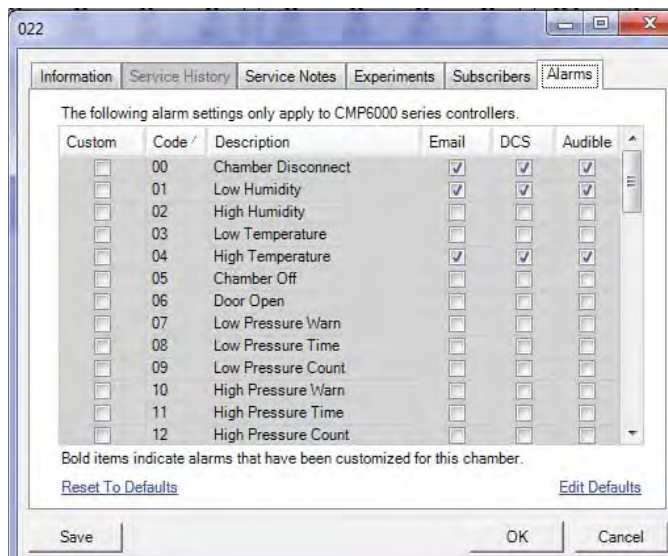 022
Information Service History Service Notes Experiments Subscribers Alarms
The following alarm settings only apply to CMP6000 series controllers.
Custom Code Description Email DCS Audible
00 Chamber Disconnect
01 Low Humidity
02 High Humidity
03 Low Temperature
04 High Temperature
05 Chamber Off
06 Door Open
07 Low Pressure Warn
08 Low Pressure Time
09 Low Pressure Count
10 High Pressure Warn
11 High Pressure Time
12 High Pressure Count
Bold items indicate alarms that have been customized for this chamber.
Reset To Defaults Edit Defaults
Save OK Cancel